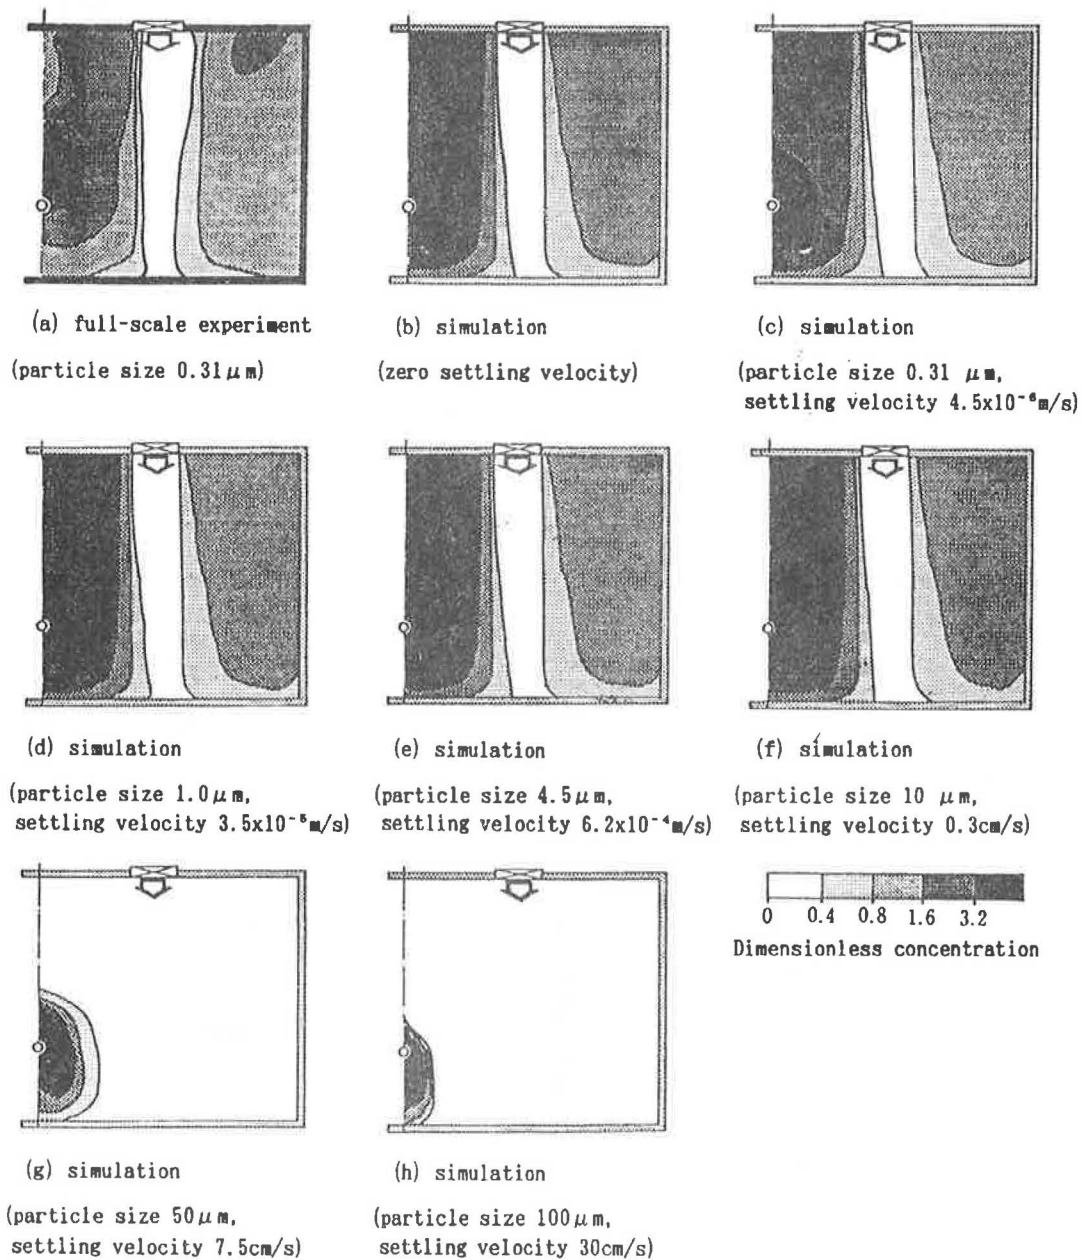 (a) full-scale experiment
(particle size 0.31μm)
(b) simulation
(zero settling velocity)
(c) simulation
(particle size 0.31 μm,
settling velocity 4.5x10⁻⁶m/s)
(d) simulation
(particle size 1.0μm,
settling velocity 3.5x10⁻⁵m/s)
(e) simulation
(particle size 4.5μm,
settling velocity 6.2x10⁻⁴m/s)
(f) simulation
(particle size 10 μm,
settling velocity 0.3cm/s)
0 0.4 0.8 1.6 3.2
Dimensionless concentration
(g) simulation
(particle size 50μm,
settling velocity 7.5cm/s)
(h) simulation
(particle size 100μm,
settling velocity 30cm/s)